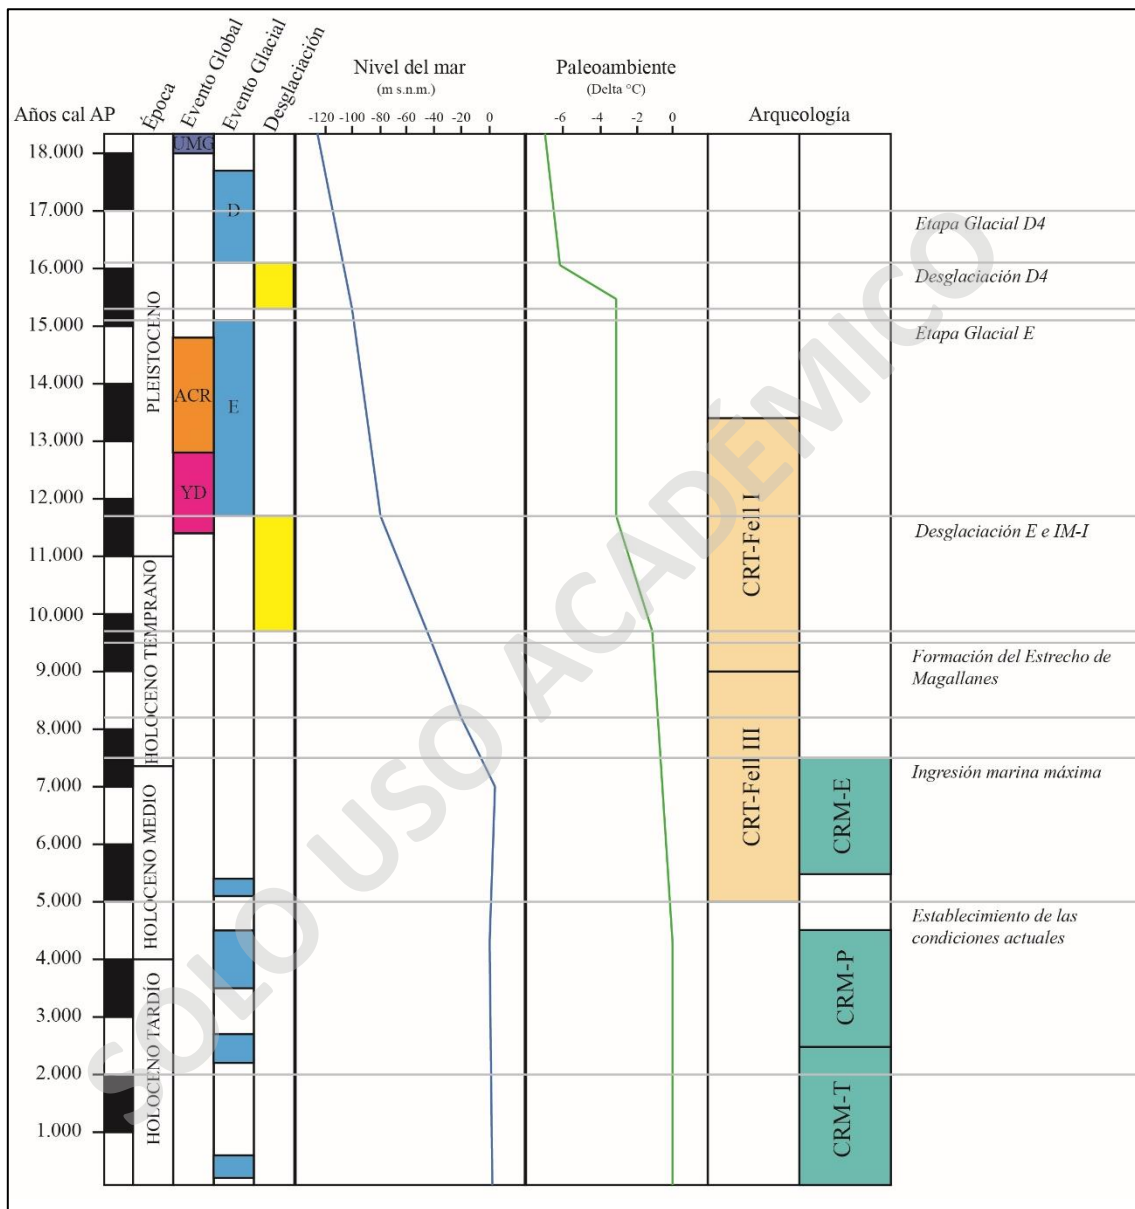 Época
Evento Global
Evento Glacial
Desglaciación
Años cal AP
Nivel del mar
(m s.n.m.)
-120 -100 -80 -60 -40 -20 0
Paleoambiente
(Delta °C)
-6 -4 -2 0
Arqueología
18.000
17.000
16.000
15.000
14.000
13.000
12.000
11.000
10.000
9.000
8.000
7.000
6.000
5.000
4.000
3.000
2.000
1.000
PLEISTOCENO
HOLOCENO TEMPRANO
HOLOCENO MEDIO
HOLOCENO TARDÍO
UMG
ACR
YD
D
E
CRT-Fell I
CRT-Fell III
CRM-E
CRM-P
CRM-T
Etapa Glacial D4
Desglaciación D4
Etapa Glacial E
Desglaciación E e IM-I
Formación del Estrecho de
Magallanes
Ingresión marina máxima
Establecimiento de las
condiciones actuales
SOLO USO ACADÉMICO